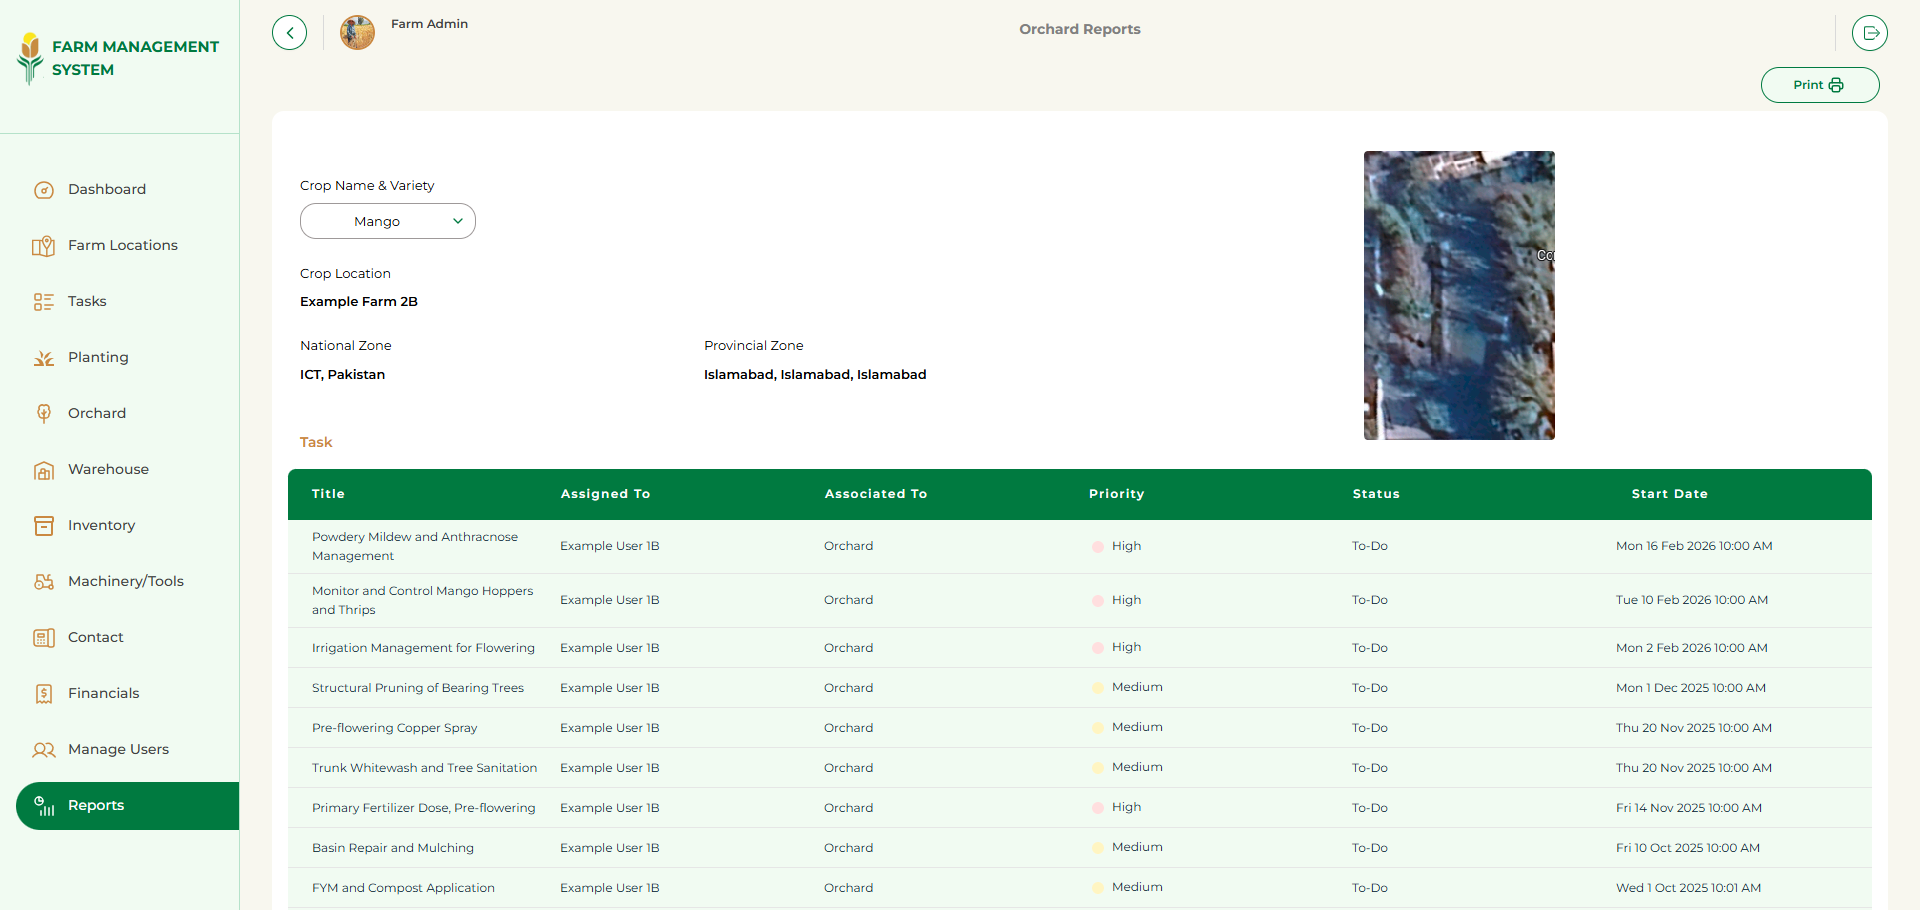 FARM MANAGEMENT
SYSTEM
Farm Admin
Orchard Reports
Print
Dashboard
Farm Locations
Tasks
Planting
Orchard
Warehouse
Inventory
Machinery/Tools
Contact
Financials
Manage Users
Reports
Crop Name & Variety
Mango
Crop Location
Example Farm 2B
National Zone
Provincial Zone
ICT, Pakistan
Islamabad, Islamabad, Islamabad
Task
Title Assigned To Associated To Priority Status Start Date
Powdery Mildew and Anthracnose
Management
Example User 1B Orchard High To-Do Mon 16 Feb 2026 10:00 AM
Monitor and Control Mango Hoppers
and Thrips
Example User 1B Orchard High To-Do Tue 10 Feb 2026 10:00 AM
Irrigation Management for Flowering Example User 1B Orchard High To-Do Mon 2 Feb 2026 10:00 AM
Structural Pruning of Bearing Trees Example User 1B Orchard Medium To-Do Mon 1 Dec 2025 10:00 AM
Pre-flowering Copper Spray Example User 1B Orchard Medium To-Do Thu 20 Nov 2025 10:00 AM
Trunk Whitewash and Tree Sanitation Example User 1B Orchard Medium To-Do Thu 20 Nov 2025 10:00 AM
Primary Fertilizer Dose, Pre-flowering Example User 1B Orchard High To-Do Fri 14 Nov 2025 10:00 AM
Basin Repair and Mulching Example User 1B Orchard Medium To-Do Fri 10 Oct 2025 10:00 AM
FYM and Compost Application Example User 1B Orchard Medium To-Do Wed 1 Oct 2025 10:01 AM